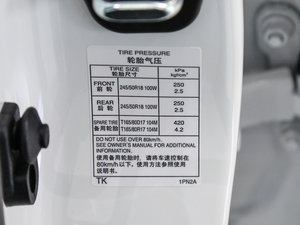 TIRE PRESSURE
轮胎气压
TIRE SIZE
轮胎尺寸
kPa
kgf/cm²
FRONT
前轮
245/50R18 100W
250
2.5
REAR
后轮
245/50R18 100W
250
2.5
SPARE TIRE
备用轮胎
T165/80D17 104M
T165/80D17 104M
420
4.2
DO NOT USE OVER 80km/h.
SEE OWNER'S MANUAL FOR ADDITIONAL
INFORMATION
使用备用轮胎时，请将车速控制在
80km/h以下。使用方法参照使用
说明书。
TK
1PN2A